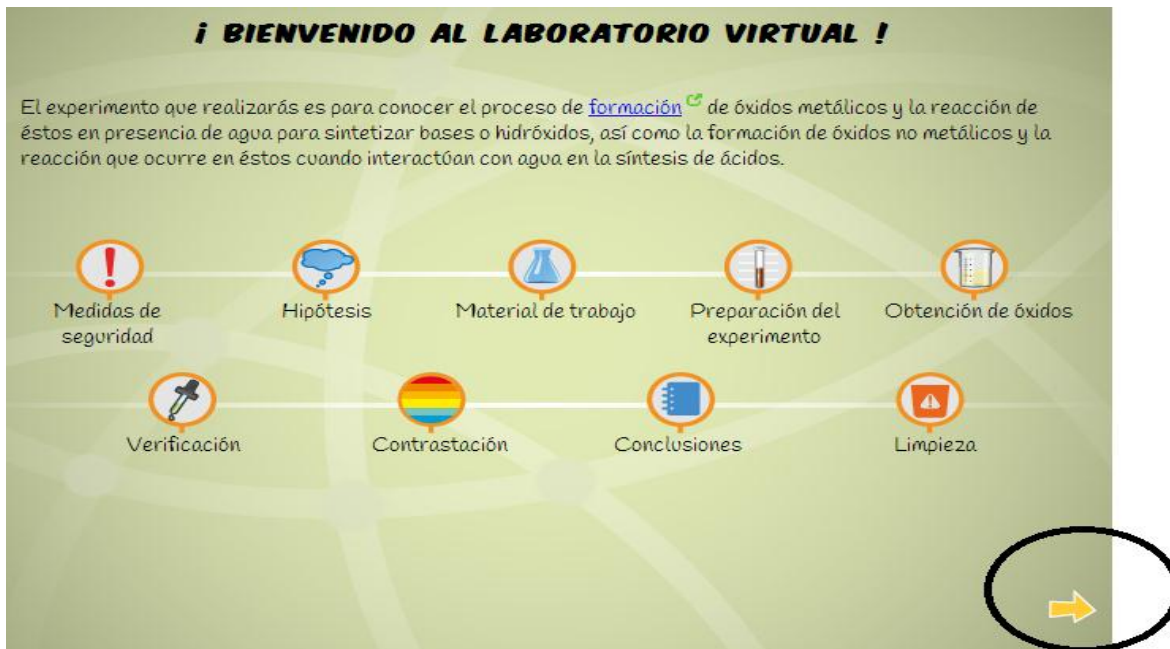 ¡ BIENVENIDO AL LABORATORIO VIRTUAL !
El experimento que realizarás es para conocer el proceso de formación de óxidos metálicos y la reacción de
éstos en presencia de agua para sintetizar bases o hidróxidos, así como la formación de óxidos no metálicos y la
reacción que ocurre en éstos cuando interactúan con agua en la síntesis de ácidos.
Medidas de
seguridad
Hipótesis
Material de trabajo
Preparación del
experimento
Obtención de óxidos
Verificación
Contrastación
Conclusiones
Limpieza